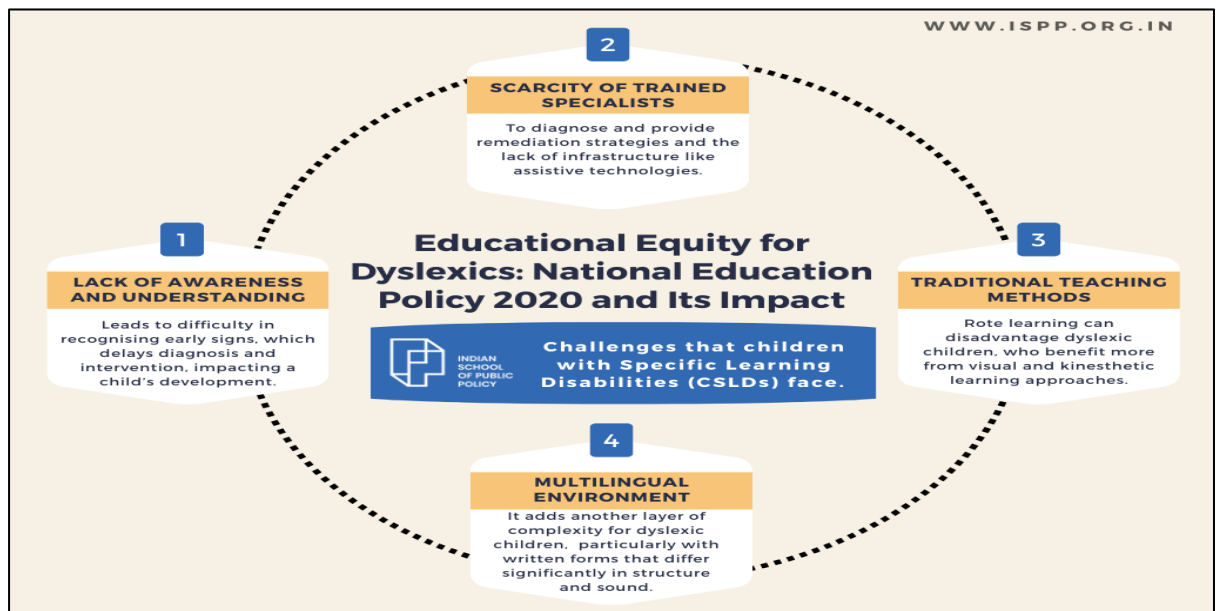 WWW.ISPP.ORG.IN
Educational Equity for
Dyslexics: National Education
Policy 2020 and Its Impact
INDIAN
SCHOOL
OF PUBLIC
POLICY
Challenges that children
with Specific Learning
Disabilities (CSLDs) face.
1
LACK OF AWARENESS
AND UNDERSTANDING
Leads to difficulty in
recognising early signs, which
delays diagnosis and
intervention, impacting a
child's development.
2
SCARCITY OF TRAINED
SPECIALISTS
To diagnose and provide
remediation strategies and the
lack of infrastructure like
assistive technologies.
3
TRADITIONAL TEACHING
METHODS
Rote learning can
disadvantage dyslexic
children, who benefit more
from visual and kinesthetic
learning approaches.
4
MULTILINGUAL
ENVIRONMENT
It adds another layer of
complexity for dyslexic
children, particularly with
written forms that differ
significantly in structure
and sound.